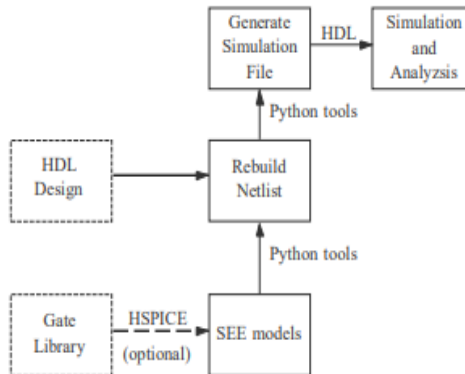 Generate
Simulation
File
HDL
Simulation
and
Analyzsis
Python tools
HDL
Design
Rebuild
Netlist
Python tools
Gate
Library
HSPICE
(optional)
SEE models